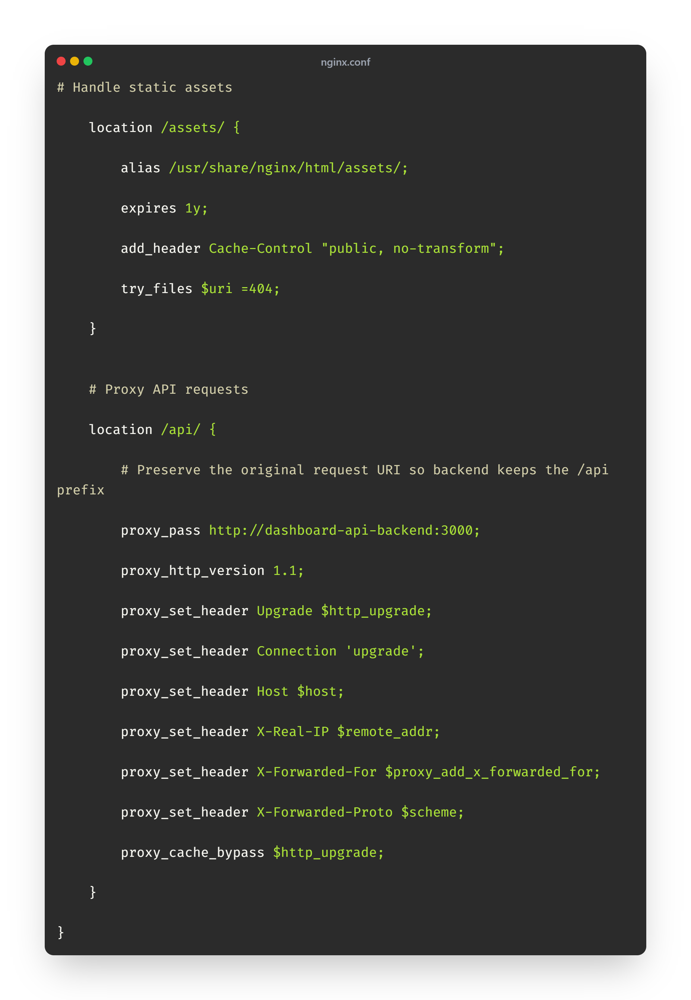 nginx.conf
# Handle static assets
    location /assets/ {
        alias /usr/share/nginx/html/assets/;
        expires 1y;
        add_header Cache-Control "public, no-transform";
        try_files $uri =404;
    }
    # Proxy API requests
    location /api/ {
        # Preserve the original request URI so backend keeps the /api
prefix
        proxy_pass http://dashboard-api-backend:3000;
        proxy_http_version 1.1;
        proxy_set_header Upgrade $http_upgrade;
        proxy_set_header Connection 'upgrade';
        proxy_set_header Host $host;
        proxy_set_header X-Real-IP $remote_addr;
        proxy_set_header X-Forwarded-For $proxy_add_x_forwarded_for;
        proxy_set_header X-Forwarded-Proto $scheme;
        proxy_cache_bypass $http_upgrade;
    }
}